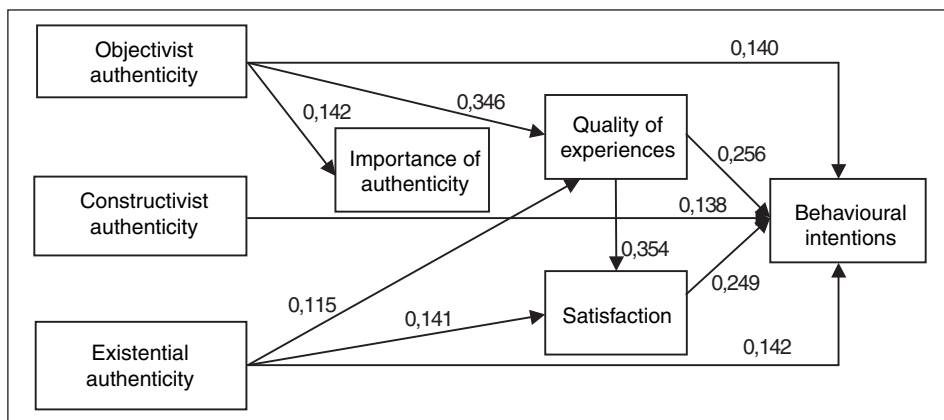 Objectivist
authenticity
0,140
0,346
0,142
Quality of
experiences
Importance of
authenticity
0,256
Constructivist
authenticity
0,138
Behavioural
intentions
0,354
0,249
0,115
0,141
Satisfaction
Existential
authenticity
0,142